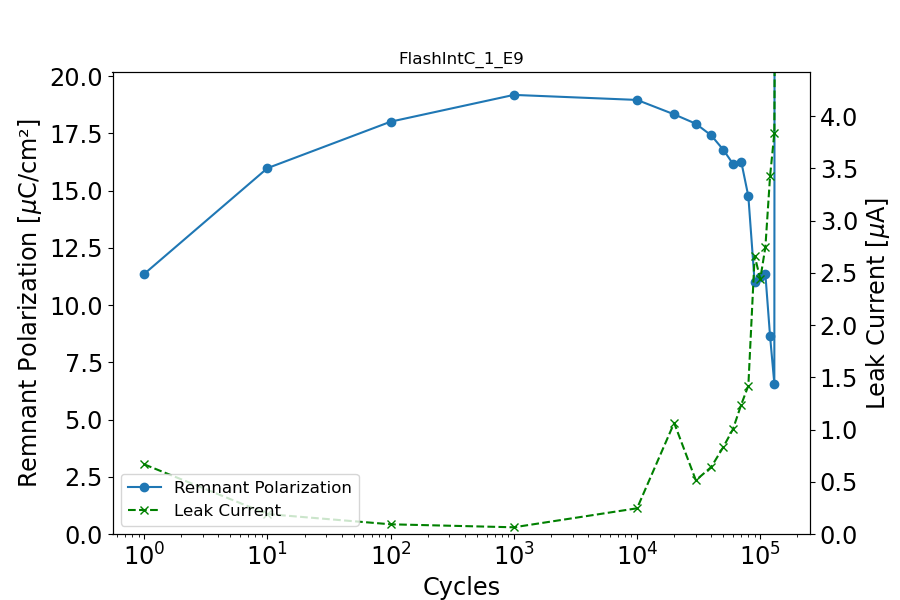 FlashIntC_1_E9
20.0
17.5
15.0
12.5
10.0
7.5
5.0
2.5
0.0
Remnant Polarization [μC/cm²]
4.0
3.5
3.0
2.5
2.0
1.5
1.0
0.5
0.0
Leak Current [μA]
Remnant Polarization
Leak Current
10⁰ 10¹ 10² 10³ 10⁴ 10⁵
Cycles